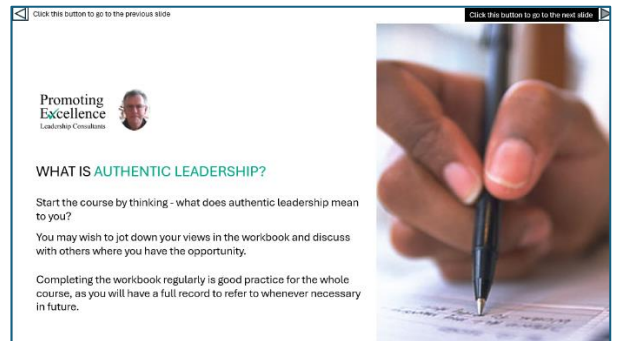 Click this button to go to the previous slide
Click this button to go to the next slide
Promoting
Excellence
Leadership Consultants
WHAT IS AUTHENTIC LEADERSHIP?
Start the course by thinking - what does authentic leadership mean
to you?
You may wish to jot down your views in the workbook and discuss
with others where you have the opportunity.
Completing the workbook regularly is good practice for the whole
course, as you will have a full record to refer to whenever necessary
in future.